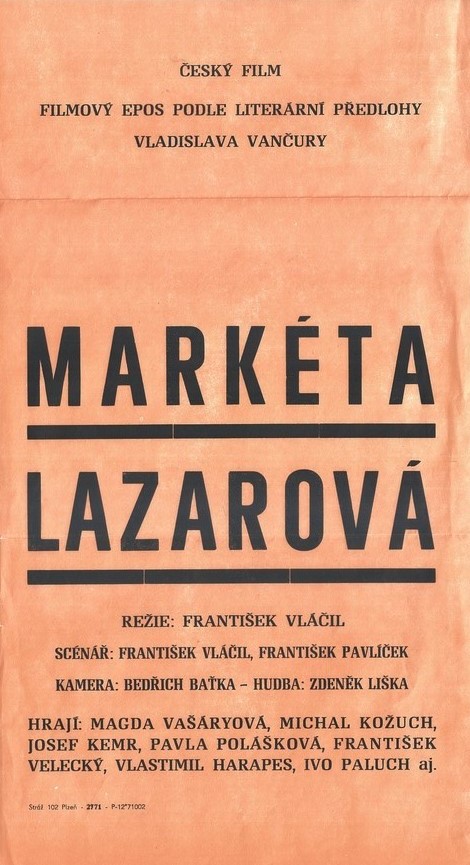 ČESKÝ FILM
FILMOVÝ EPOS PODLE LITERÁRNÍ PŘEDLOHY
VLADISLAVA VANČURY
MARKÉTA
LAZAROVÁ
REŽIE: FRANTIŠEK VLÁČIL
SCÉNÁŘ: FRANTIŠEK VLÁČIL, FRANTIŠEK PAVLÍČEK
KAMERA: BEDŘICH BAŤKA – HUDBA: ZDENĚK LIŠKA
HRAJÍ: MAGDA VAŠÁRYOVÁ, MICHAL KOŽUCH,
JOSEF KEMR, PAVLA POLÁŠKOVÁ, FRANTIŠEK
VELECKÝ, VLASTIMIL HARAPES, IVO PALUCH aj.
Stráž 102 Plzeň - 2771 - P-12*71002